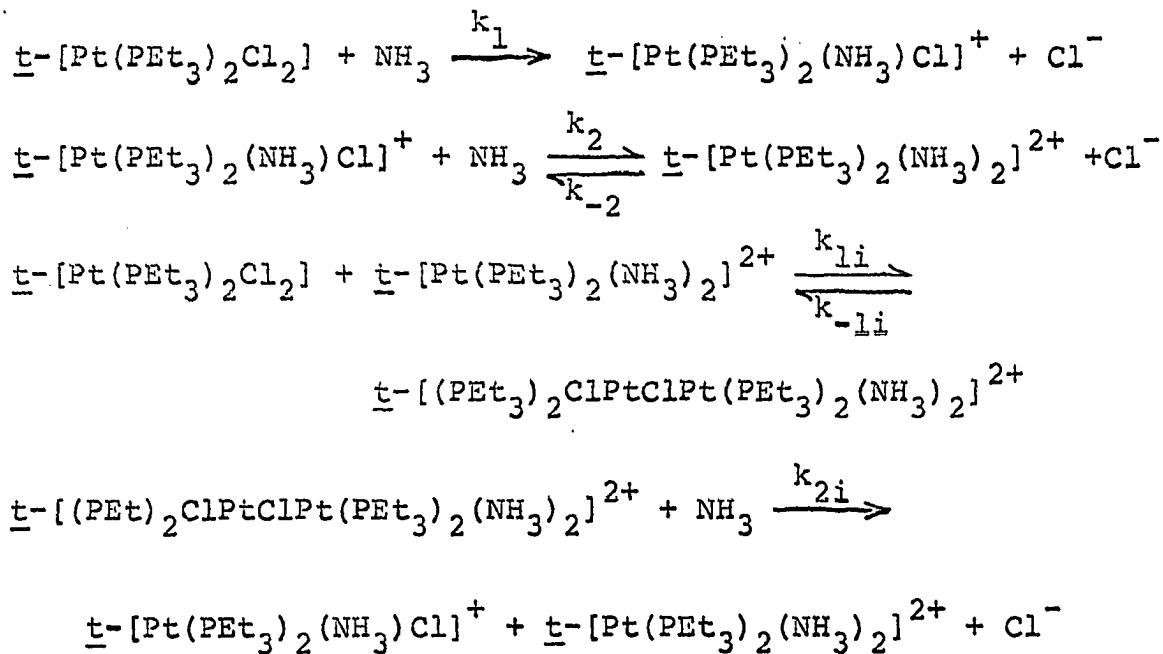 k₁
t-[Pt(PEt₃)₂Cl₂] + NH₃ ⟶ t-[Pt(PEt₃)₂(NH₃)Cl]⁺ + Cl⁻
k₂
t-[Pt(PEt₃)₂(NH₃)Cl]⁺ + NH₃ ⇌ t-[Pt(PEt₃)₂(NH₃)₂]²⁺ +Cl⁻
k₋₂
k₁ᵢ
t-[Pt(PEt₃)₂Cl₂] + t-[Pt(PEt₃)₂(NH₃)₂]²⁺ ⇌
k₋₁ᵢ
t-[(PEt₃)₂ClPtClPt(PEt₃)₂(NH₃)₂]²⁺
k₂ᵢ
t-[(PEt)₂ClPtClPt(PEt₃)₂(NH₃)₂]²⁺ + NH₃ ⟶
t-[Pt(PEt₃)₂(NH₃)Cl]⁺ + t-[Pt(PEt₃)₂(NH₃)₂]²⁺ + Cl⁻